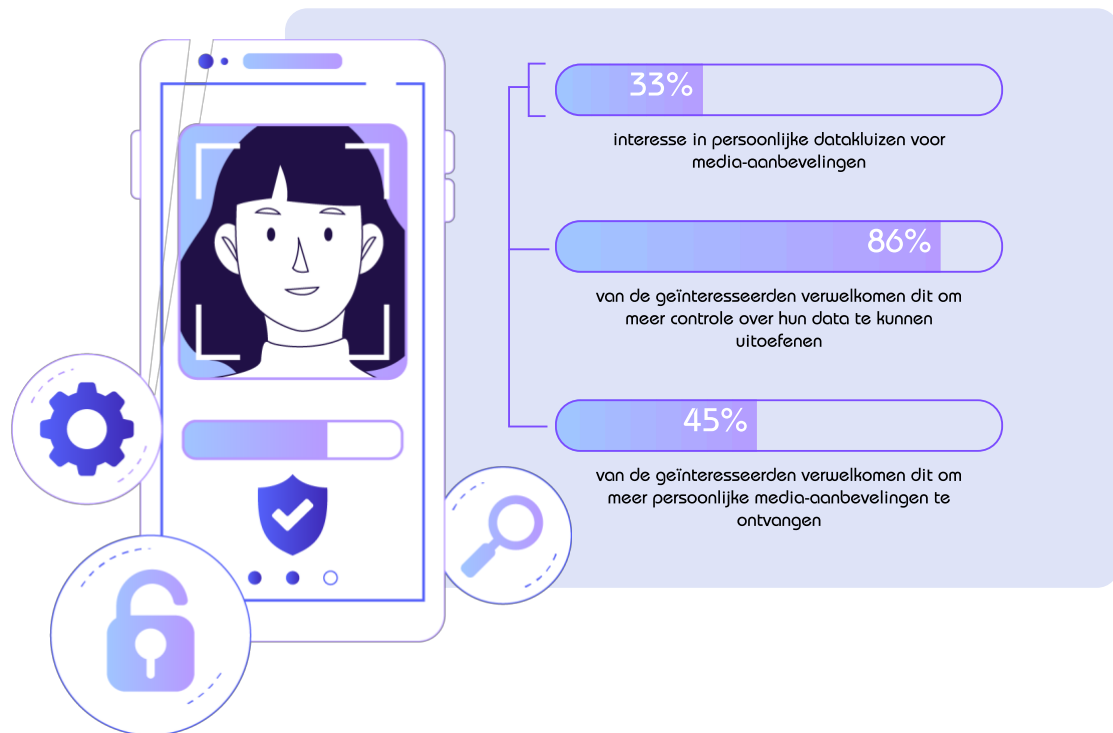 33%
interesse in persoonlijke datakluizen voor
media-aanbevelingen
86%
van de geïnteresseerden verwelkomen dit om
meer controle over hun data te kunnen
uitoefenen
45%
van de geïnteresseerden verwelkomen dit om
meer persoonlijke media-aanbevelingen te
ontvangen